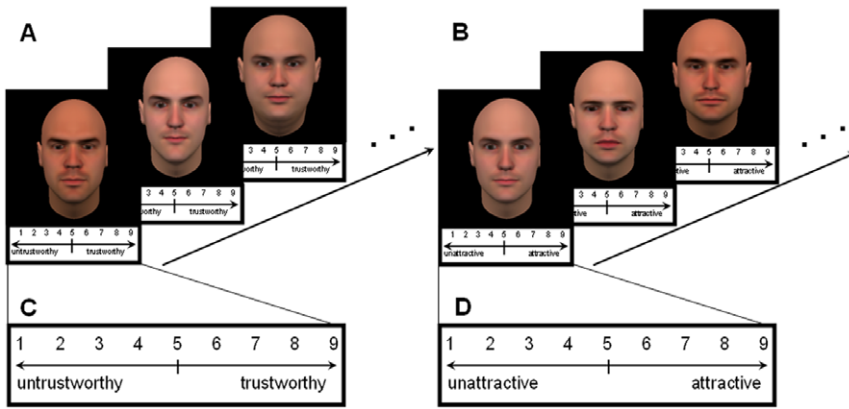 A
B
3 4 5 6 7 8 9
trustworthy
3 4 5 6 7 8 9
attractive
3 4 5 6 7 8 9
trustworthy
3 4 5 6 7 8 9
attractive
1 2 3 4 5 6 7 8 9
untrustworthy trustworthy
1 2 3 4 5 6 7 8 9
unattractive attractive
C
1 2 3 4 5 6 7 8 9
untrustworthy trustworthy
D
1 2 3 4 5 6 7 8 9
unattractive attractive